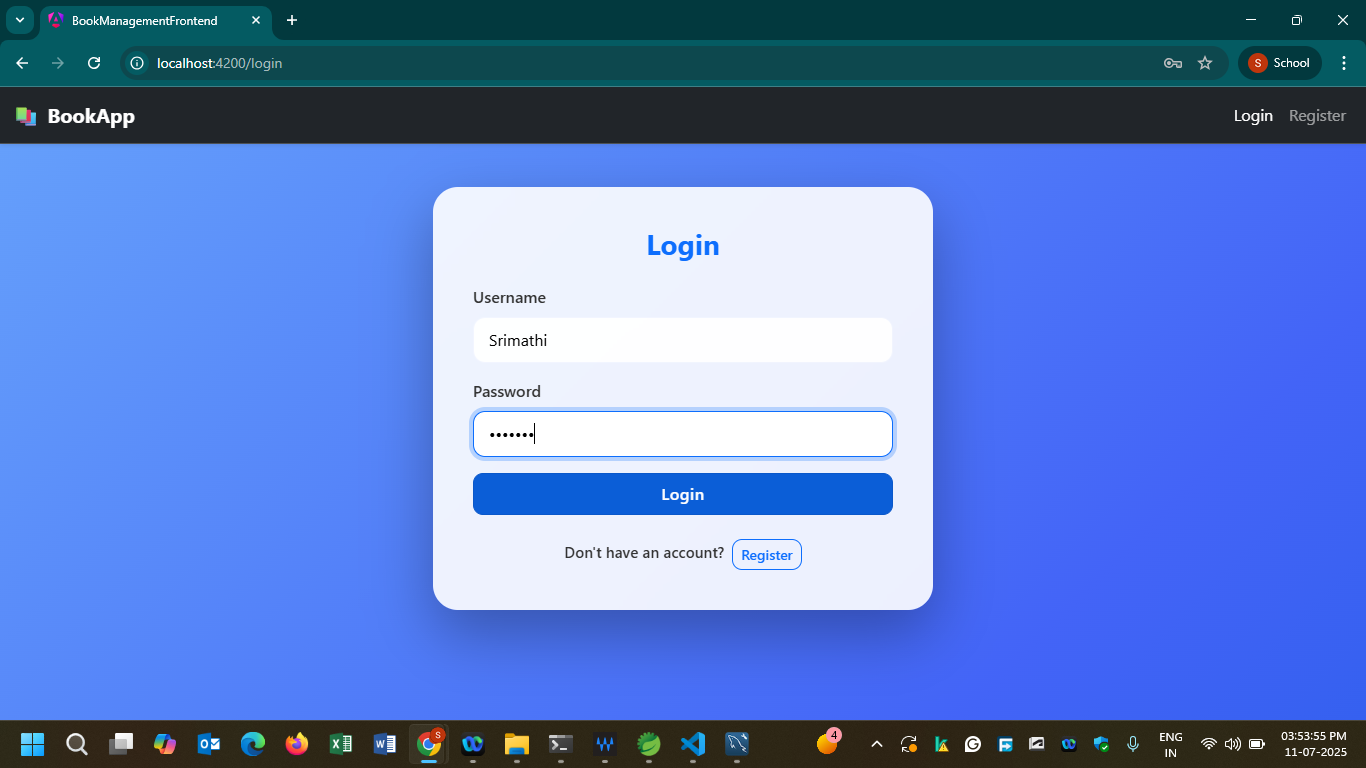 BookManagementFrontend
localhost:4200/login
S School
BookApp
Login Register
Login
Username
Srimathi
Password
•••••••
Login
Don't have an account? Register
S
4
ENG
IN
03:53:55 PM
11-07-2025